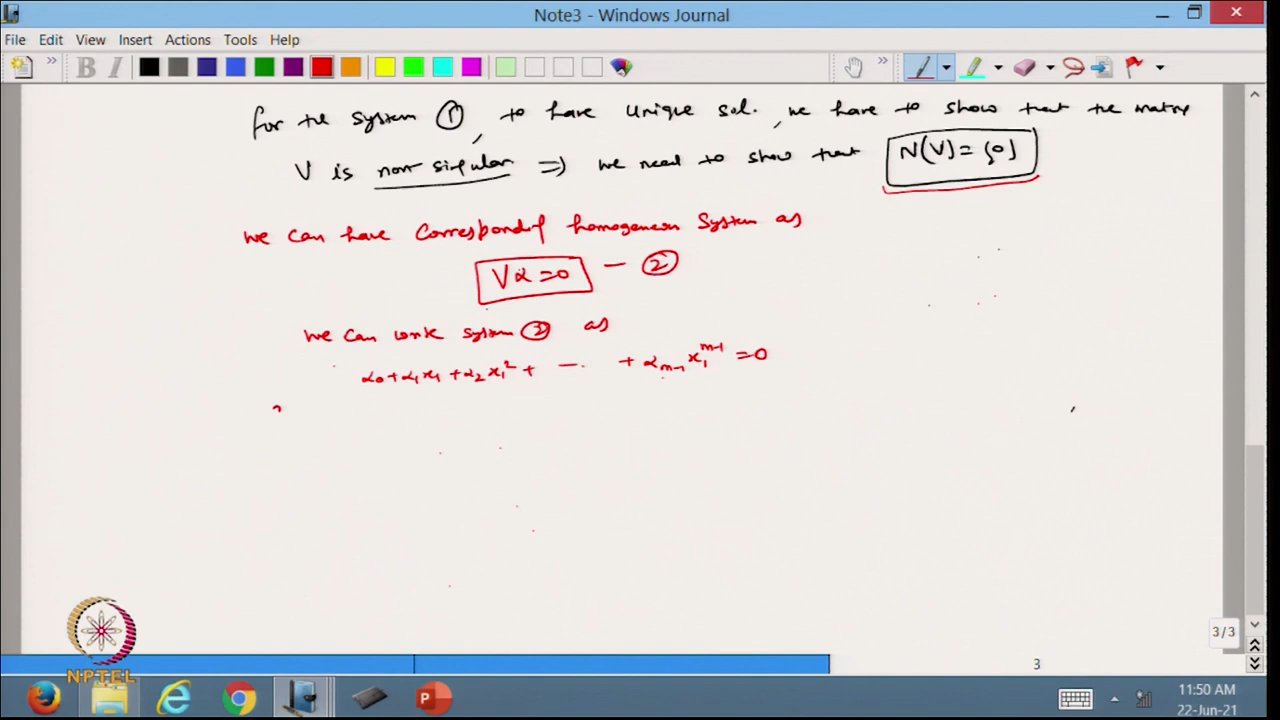 Note3 - Windows Journal
File Edit View Insert Actions Tools Help
for the system ①, to have unique sol., we have to show that the matrix
V is non singular ⇒ we need to show that N(V) = {0}
we can have corresponding homogeneous System as
Vα = 0 — ②
we can write system ② as
α₀ + α₁x₁ + α₂x₁² + — · + αₘ₋₁x₁ᵐ⁻¹ = 0
3/3
3
NPTEL
11:50 AM
22-Jun-21